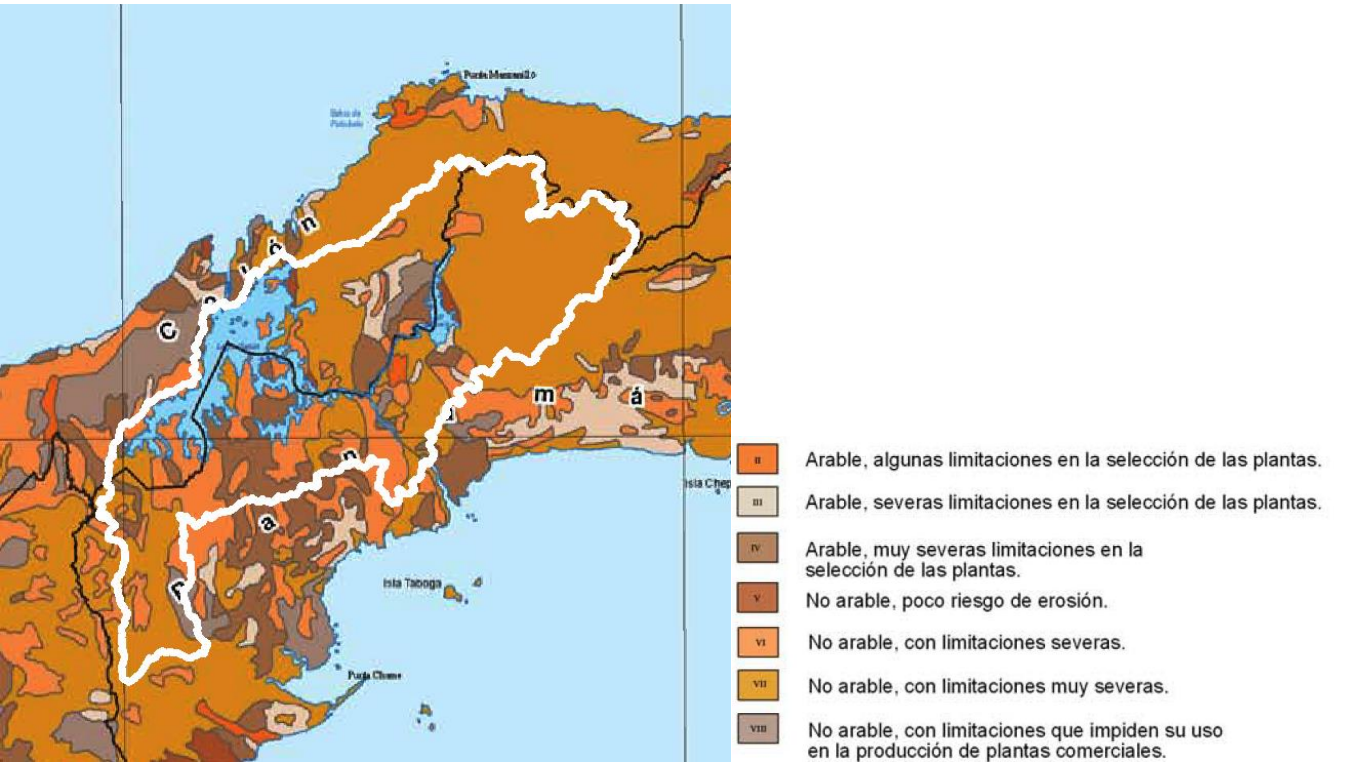 Punta Manzanillo
Bahía de
Portobelo
C o l ó n
P a n a m á
Isla Chep
Isla Taboga
Punta Chame
II Arable, algunas limitaciones en la selección de las plantas.
III Arable, severas limitaciones en la selección de las plantas.
IV Arable, muy severas limitaciones en la
selección de las plantas.
V No arable, poco riesgo de erosión.
VI No arable, con limitaciones severas.
VII No arable, con limitaciones muy severas.
VIII No arable, con limitaciones que impiden su uso
en la producción de plantas comerciales.